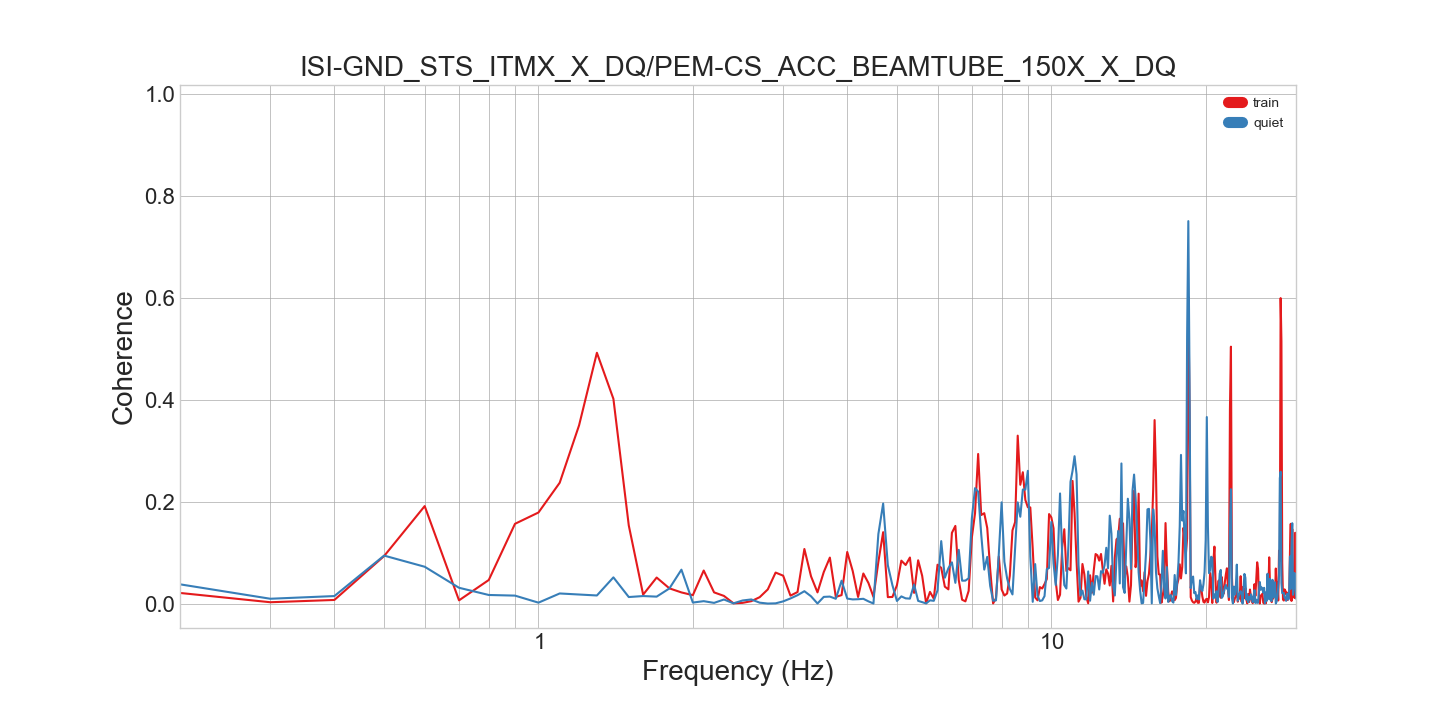 ISI-GND_STS_ITMX_X_DQ/PEM-CS_ACC_BEAMTUBE_150X_X_DQ
train
quiet
1.0
0.8
0.6
0.4
0.2
0.0
Coherence
1
10
Frequency (Hz)